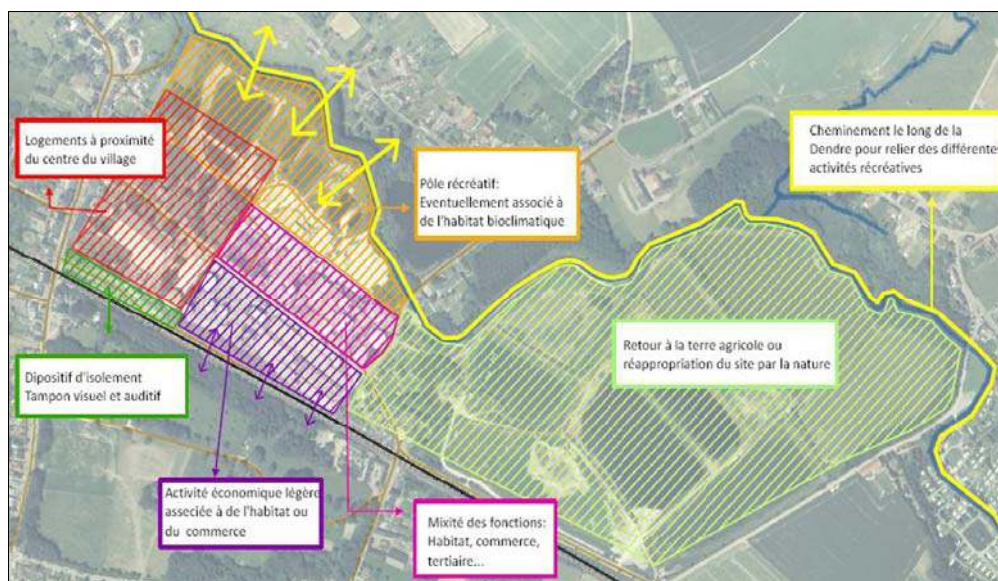 Logements à proximité
du centre du village
Cheminement le long de la
Dendre pour relier des différentes
activités récréatives
Pôle récréatif:
Eventuellement associé à
de l'habitat bioclimatique
Retour à la terre agricole ou
réappropriation du site par la nature
Dipositif d'isolement
Tampon visuel et auditif
Activité économique légère
assecié​e à de l'habitat ou
du commerce
Mixité des fonctions:
Habitat, commerce,
tertiaire...